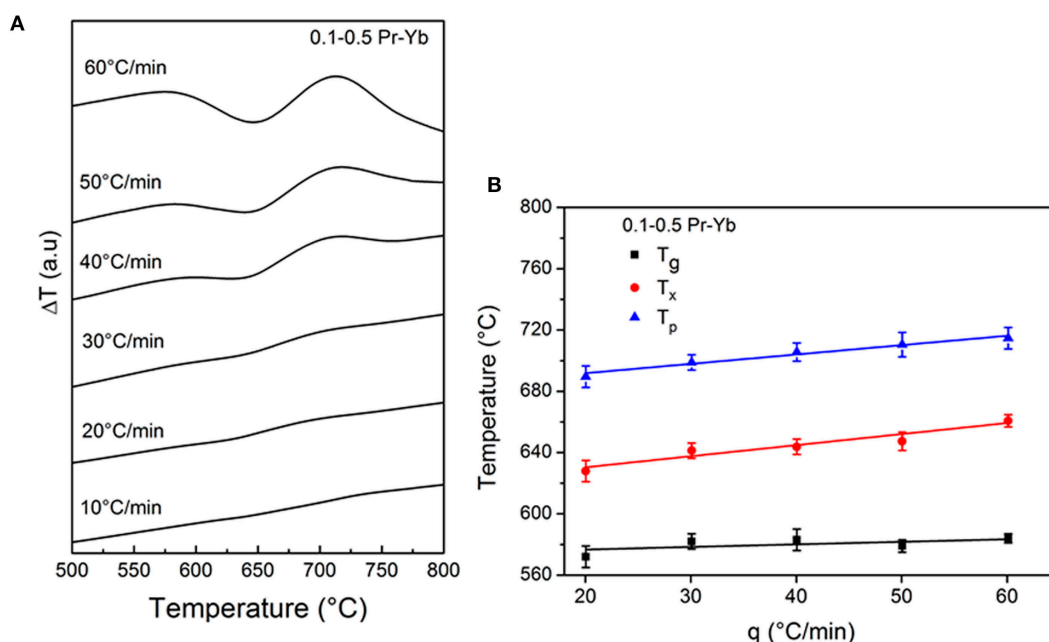 A
0.1-0.5 Pr-Yb
60°C/min
50°C/min
40°C/min
30°C/min
20°C/min
10°C/min
ΔT (a.u)
500 550 600 650 700 750 800
Temperature (°C)
B
800
760
720
680
640
600
560
0.1-0.5 Pr-Yb
Tg
Tx
Tp
Temperature (°C)
20 30 40 50 60
q (°C/min)